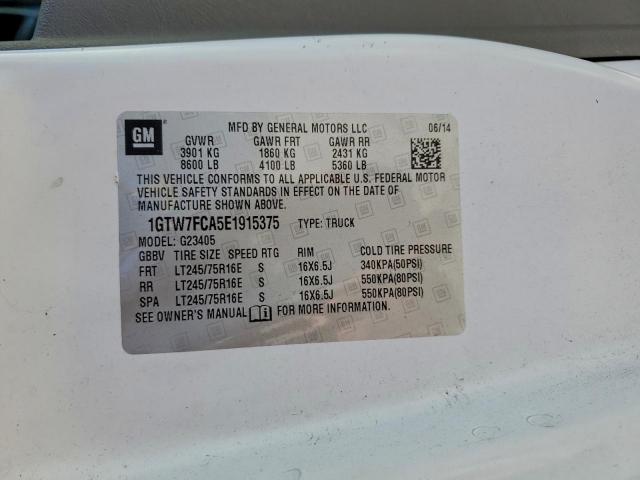 GM
MFD BY GENERAL MOTORS LLC 06/14
GVWR GAWR FRT GAWR RR
3901 KG 1860 KG 2431 KG
8600 LB 4100 LB 5360 LB
THIS VEHICLE CONFORMS TO ALL APPLICABLE U.S. FEDERAL MOTOR
VEHICLE SAFETY STANDARDS IN EFFECT ON THE DATE OF
MANUFACTURE SHOWN ABOVE.
1GTW7FCA5E1915375 TYPE: TRUCK
MODEL: G23405
GBBV TIRE SIZE SPEED RTG RIM COLD TIRE PRESSURE
FRT LT245/75R16E S 16X6.5J 340KPA(50PSI)
RR LT245/75R16E S 16X6.5J 550KPA(80PSI)
SPA LT245/75R16E S 16X6.5J 550KPA(80PSI)
SEE OWNER'S MANUAL FOR MORE INFORMATION.